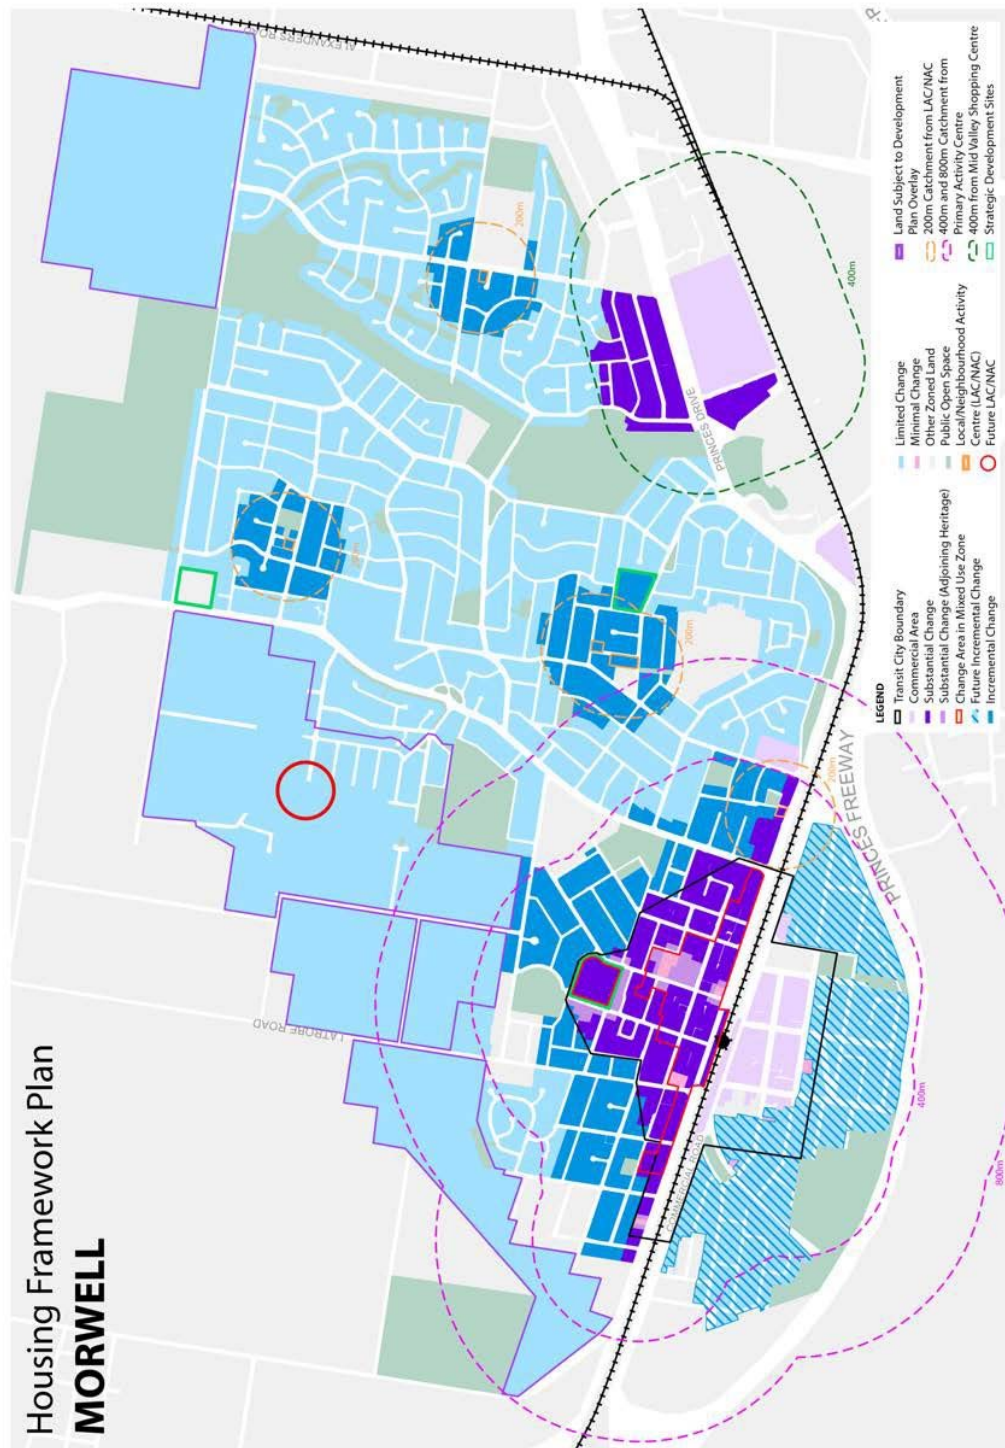 Housing Framework Plan
MORWELL
ALEXANDERS ROAD
LATROBE ROAD
PRINCES DRIVE
COMMERCIAL ROAD
PRINCES FREEWAY
200m
200m
200m
200m
400m
400m
800m
LEGEND
Transit City Boundary
Commercial Area
Substantial Change
Substantial Change (Adjoining Heritage)
Change Area in Mixed Use Zone
Future Incremental Change
Incremental Change
Limited Change
Minimal Change
Other Zoned Land
Public Open Space
Local/Neighbourhood Activity
Centre (LAC/NAC)
Future LAC/NAC
Land Subject to Development
Plan Overlay
200m Catchment from LAC/NAC
400m and 800m Catchment from
Primary Activity Centre
400m from Mid Valley Shopping Centre
Strategic Development Sites